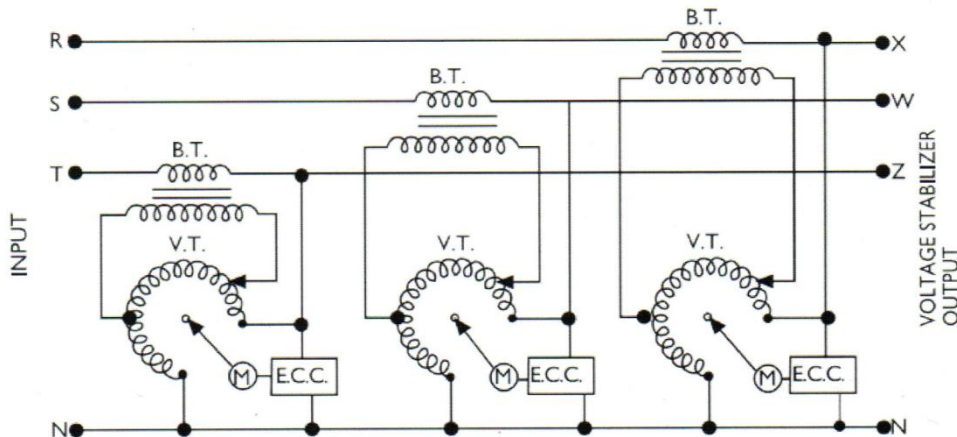 B.T.
R X
B.T.
S W
B.T.
T Z
INPUT
V.T. V.T. V.T.
VOLTAGE STABILIZER
OUTPUT
M E.C.C. M E.C.C. M E.C.C.
N N